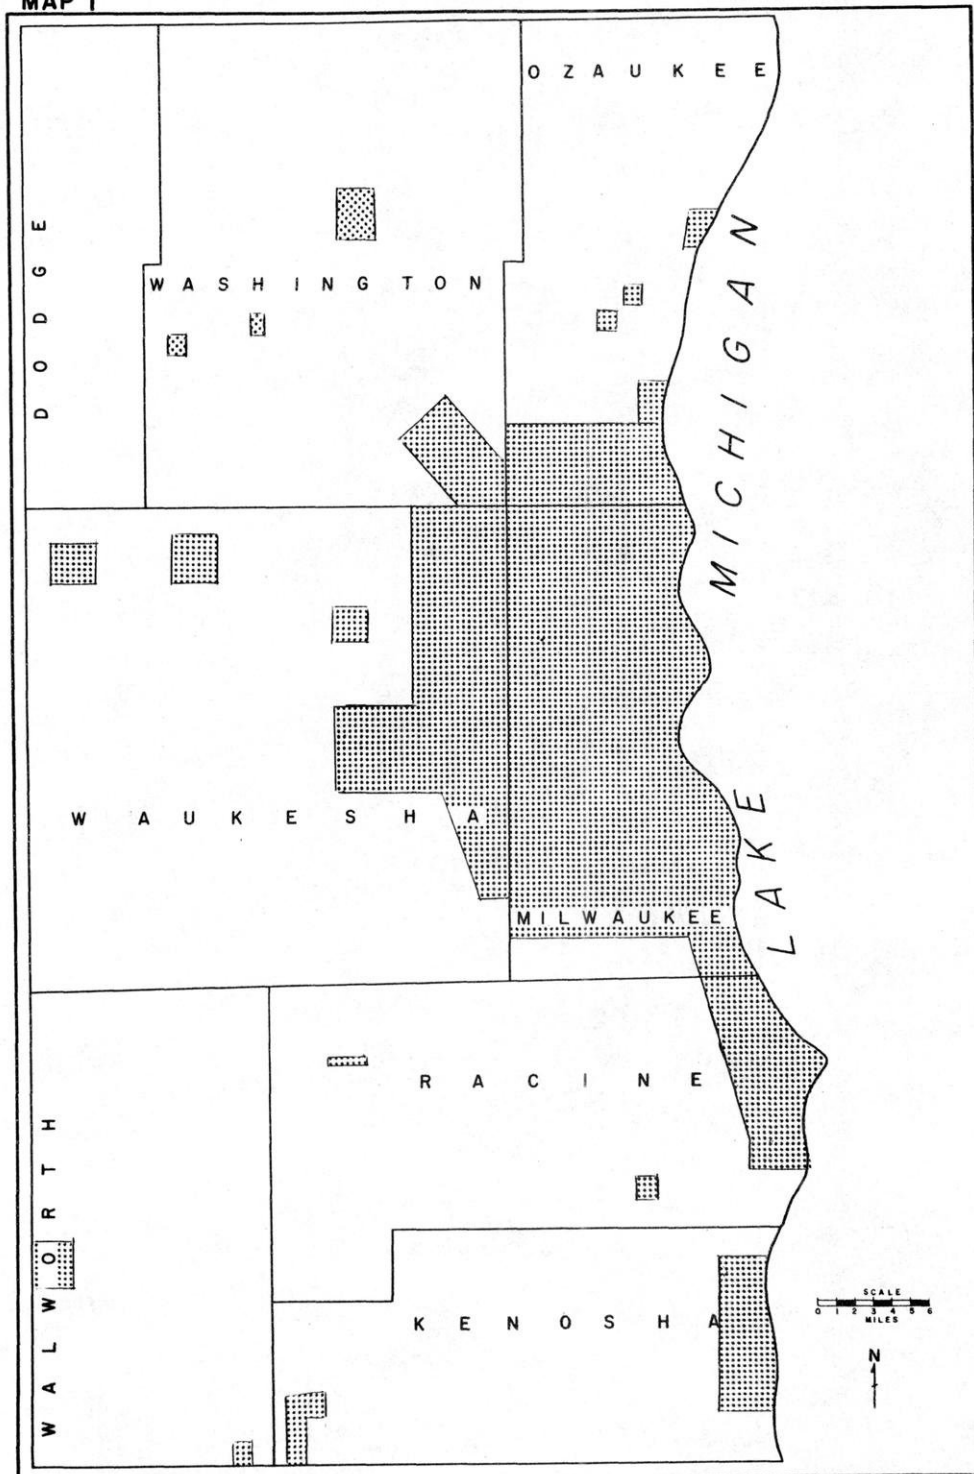 MAP 1
OZAUKEE
DODGE
WASHINGTON
LAKE MICHIGAN
WAUKESHA
MILWAUKEE
RACINE
WALWORTH
KENOSHA
SCALE
0 1 2 3 4 5 6
MILES
N